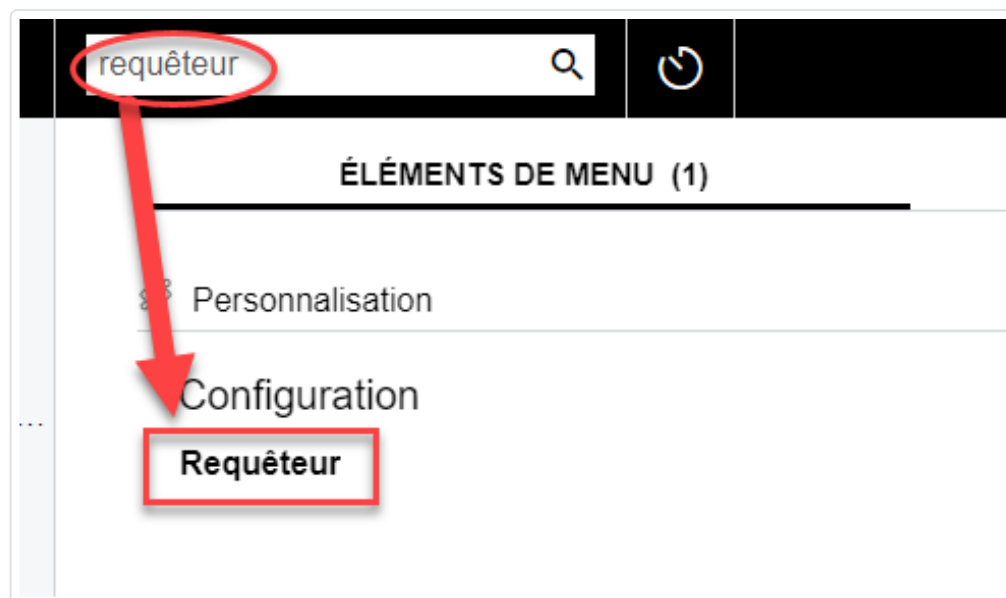 requêteur
ÉLÉMENTS DE MENU (1)
Personnalisation
Configuration
...
Requêteur